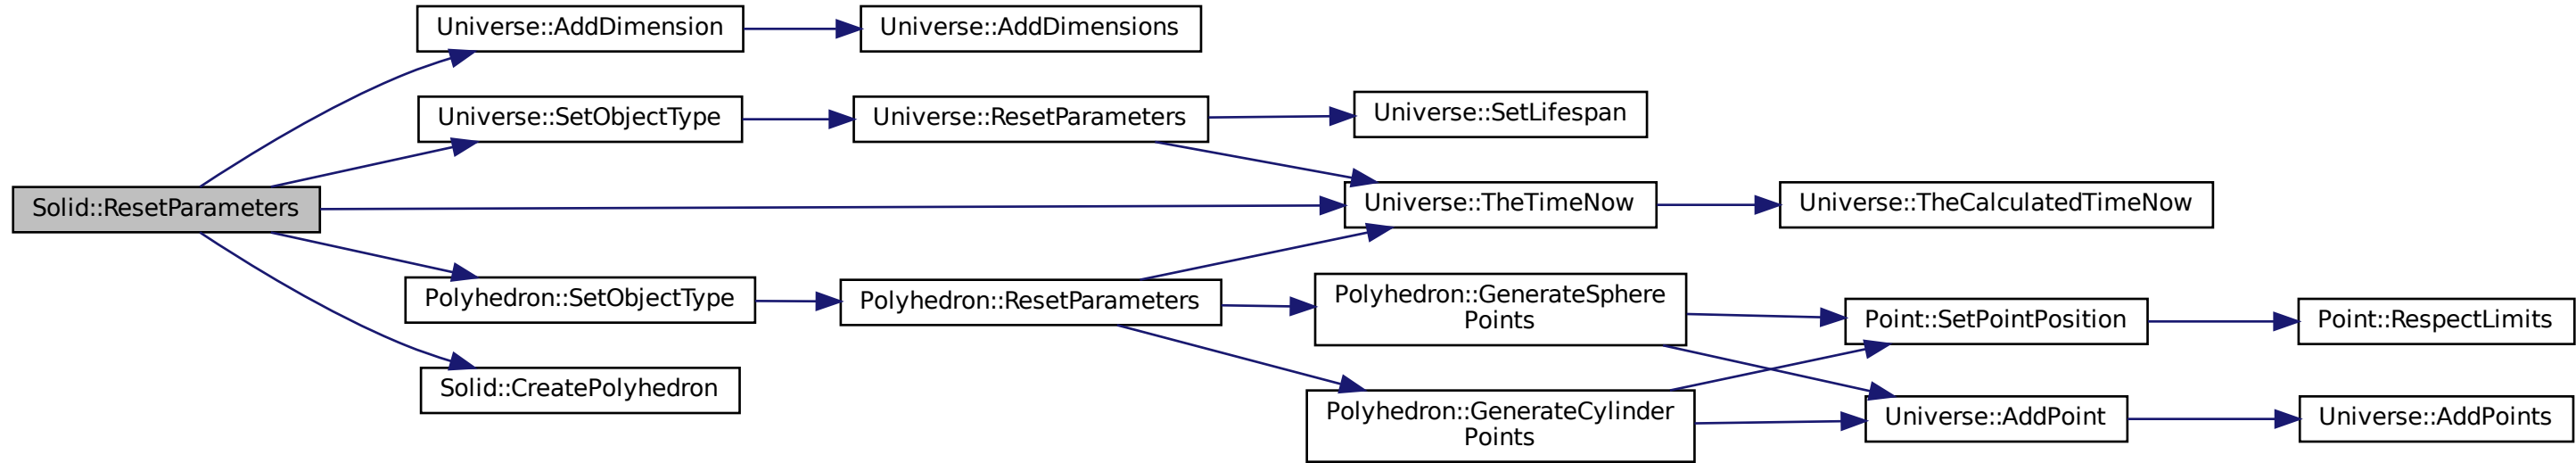 Universe::AddDimension
Universe::AddDimensions
Universe::SetObjectType
Universe::ResetParameters
Universe::SetLifespan
Solid::ResetParameters
Universe::TheTimeNow
Universe::TheCalculatedTimeNow
Polyhedron::SetObjectType
Polyhedron::ResetParameters
Polyhedron::GenerateSphere
Points
Point::SetPointPosition
Point::RespectLimits
Solid::CreatePolyhedron
Polyhedron::GenerateCylinder
Points
Universe::AddPoint
Universe::AddPoints